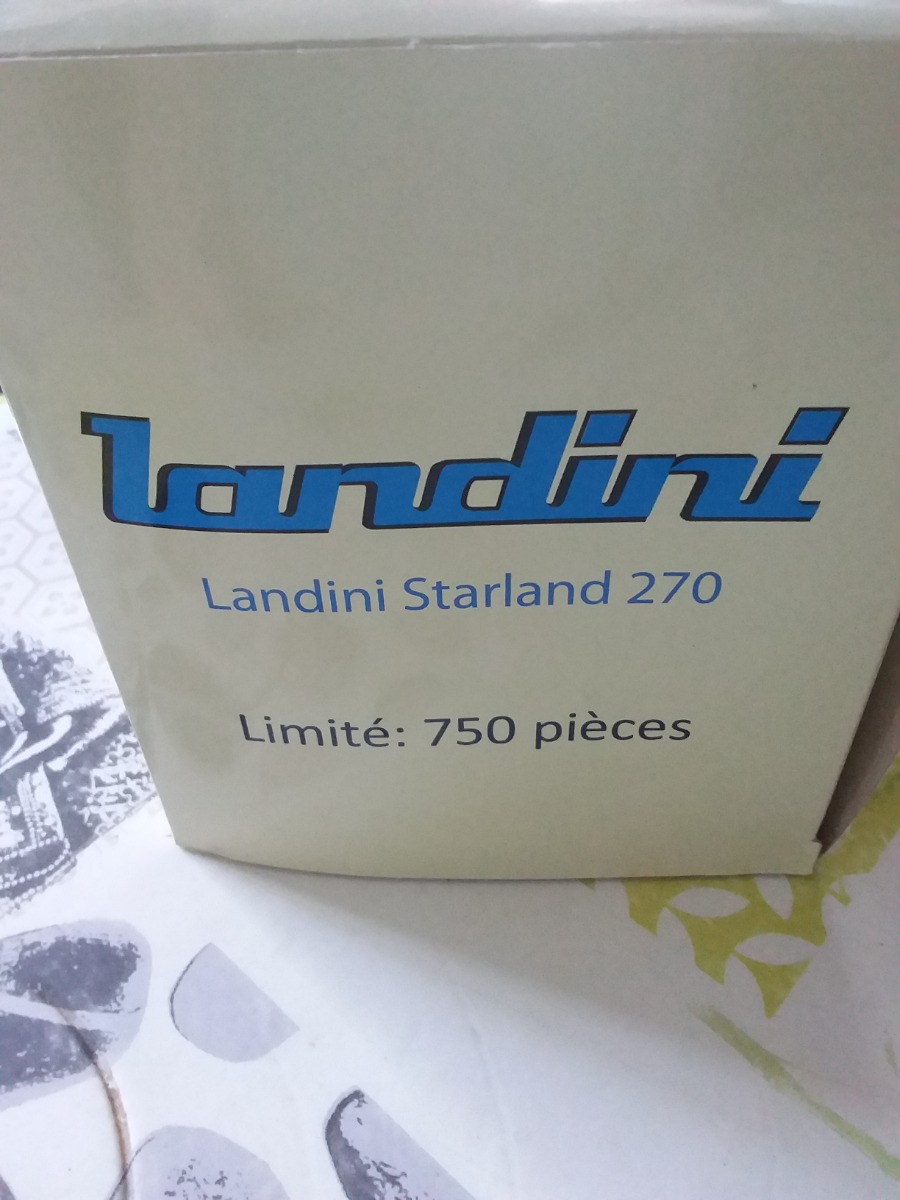 landini
Landini Starland 270
Limité: 750 pièces